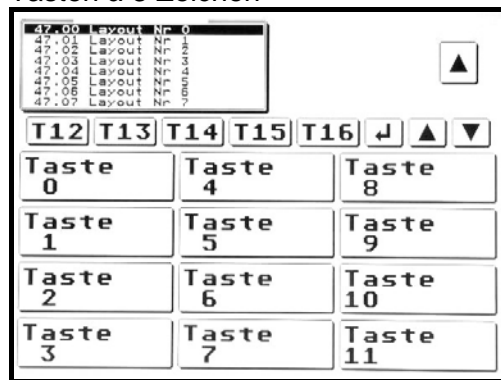 Tasten à Zeichen
47.00 Layout Nr 0
47.01 Layout Nr 1
47.02 Layout Nr 2
47.03 Layout Nr 3
47.04 Layout Nr 4
47.05 Layout Nr 5
47.06 Layout Nr 6
47.07 Layout Nr 7
T12 T13 T14 T15 T16
Taste 0
Taste 4
Taste 8
Taste 1
Taste 5
Taste 9
Taste 2
Taste 6
Taste 10
Taste 3
Taste 7
Taste 11